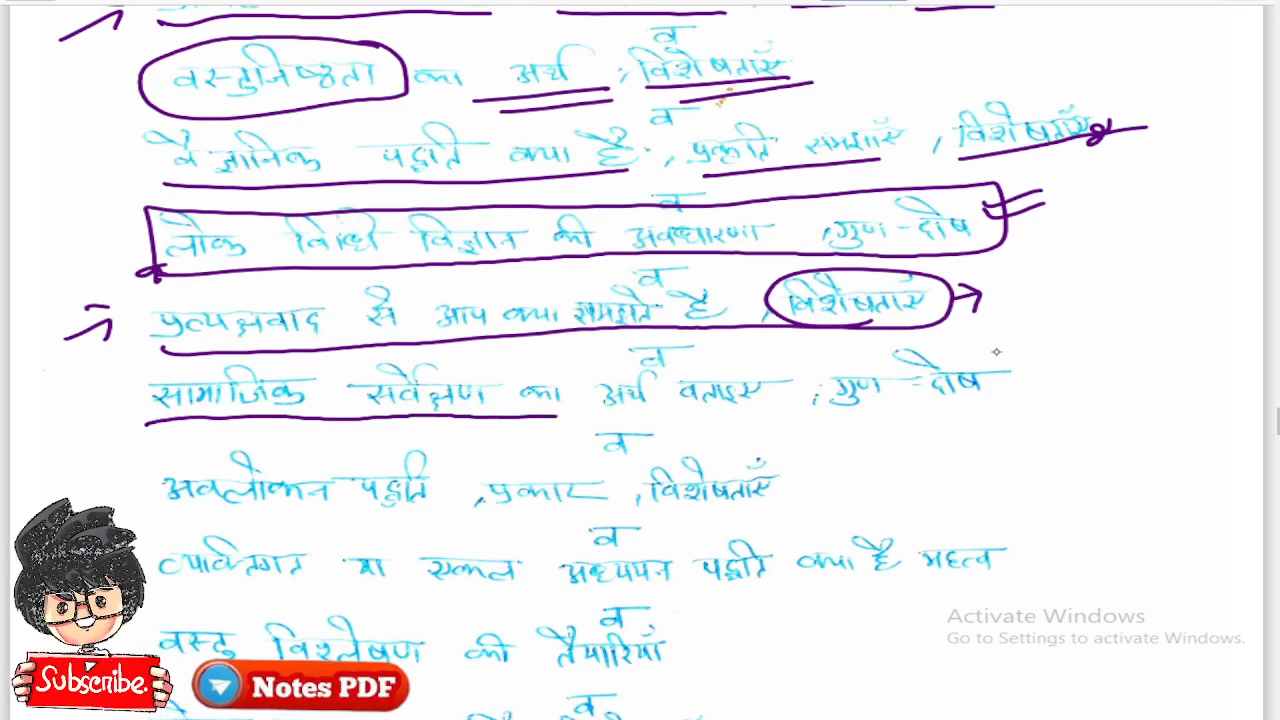 व
वस्तुनिष्ठता का अर्थ , विशेषताएँ
व
वैज्ञानिक पद्धति क्या है , प्रकृति समस्याएँ , विशेषताएँ
व
लोक विधि विज्ञान की अवधारणा , गुण-दोष
व
प्रत्यक्षवाद से आप क्या समझते है , विशेषताएँ
व
सामाजिक सर्वेक्षण का अर्थ बताइए , गुण-दोष
व
अवलोकन पद्धति , प्रकार , विशेषताएँ
व
व्यक्तिगत या एकल अध्ययन पद्धति क्या है महत्व
व
वस्तु विश्लेषण की तैयारियाँ
व
Activate Windows
Go to Settings to activate Windows.
Subscribe.
Notes PDF